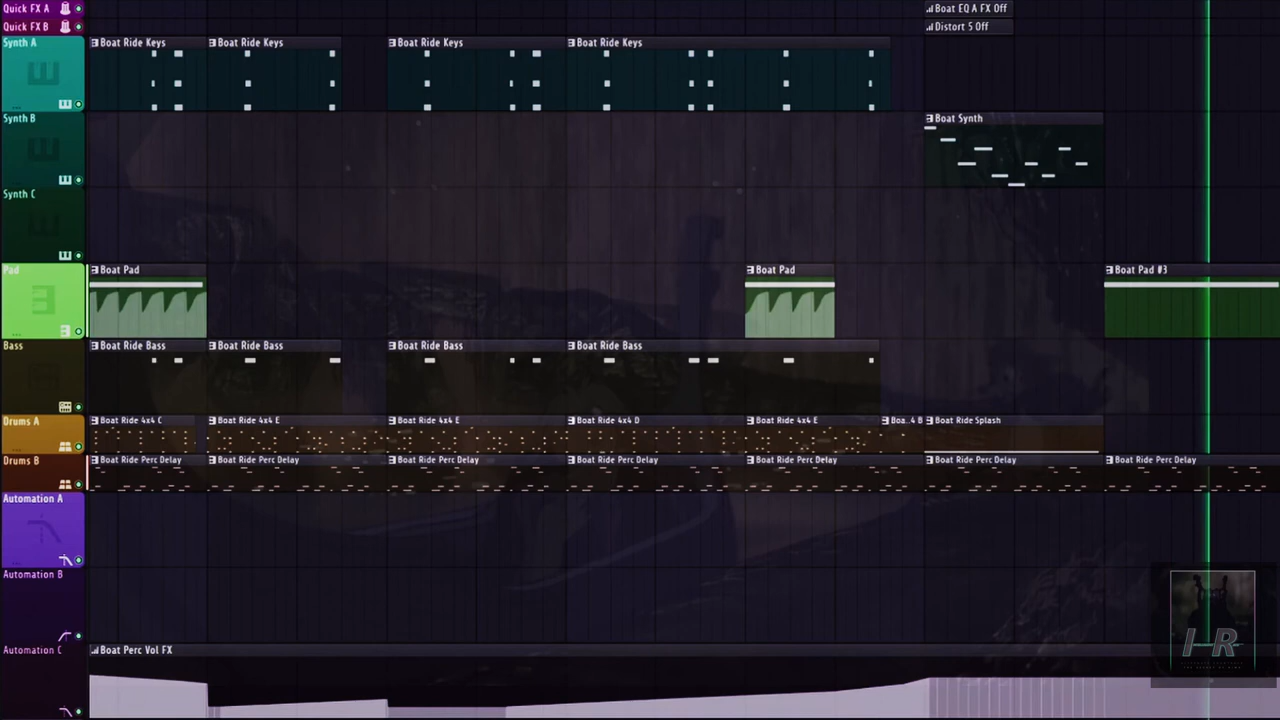 Quick FX A
Boat EQ A FX Off
Quick FX B
Distort 5 Off
Synth A
Boat Ride Keys
Boat Ride Keys
Boat Ride Keys
Boat Ride Keys
Synth B
Boat Synth
Synth C
Pad
Boat Pad
Boat Pad
Boat Pad #3
Bass
Boat Ride Bass
Boat Ride Bass
Boat Ride Bass
Boat Ride Bass
Drums A
Boat Ride 4x4 C
Boat Ride 4x4 E
Boat Ride 4x4 E
Boat Ride 4x4 D
Boat Ride 4x4 E
Boa..4 B
Boat Ride Splash
Drums B
Boat Ride Perc Delay
Boat Ride Perc Delay
Boat Ride Perc Delay
Boat Ride Perc Delay
Boat Ride Perc Delay
Boat Ride Perc Delay
Boat Ride Perc Delay
Automation A
Automation B
Automation C
Boat Perc Vol FX
I-R